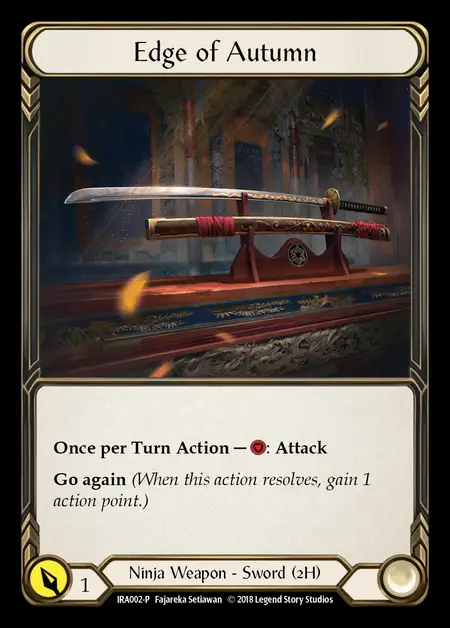 Edge of Autumn
Once per Turn Action — : Attack
Go again (When this action resolves, gain 1
action point.)
1
Ninja Weapon - Sword (2H)
IRA002-P Fajareka Setiawan © 2018 Legend Story Studios